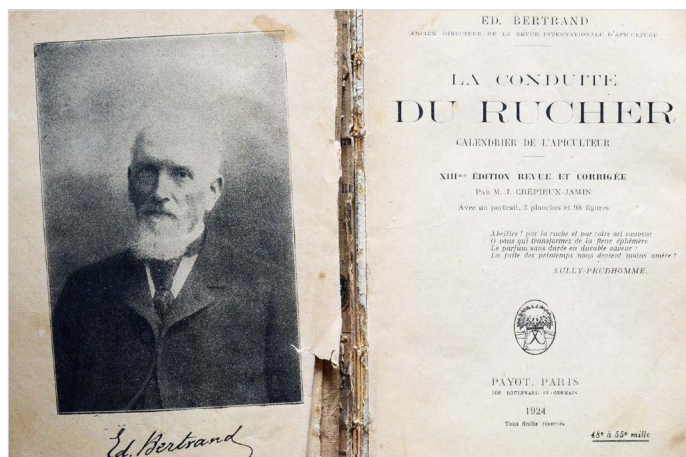 Ed. Bertrand
ED. BERTRAND
ANCIEN DIRECTEUR DE LA REVUE INTERNATIONALE D'APICULTURE
LA CONDUITE
DU RUCHER
CALENDRIER DE L'APICULTEUR
XIIIme ÉDITION REVUE ET CORRIGÉE
PAR M. J. CRÉPIEUX-JAMIN
Avec un portrait, 3 planches et 98 figures
Abeilles ! par la ruche et par votre art sauveur
O vous qui transformez de la fleur éphémère
Le parfum sans durée en durable saveur :
La fuite des printemps nous devient moins amère !
SULLY-PRUDHOMME.
PAYOT, PARIS
106 BOULEVARD ST-GERMAIN
1924
Tous droits réservés
48e à 55e mille